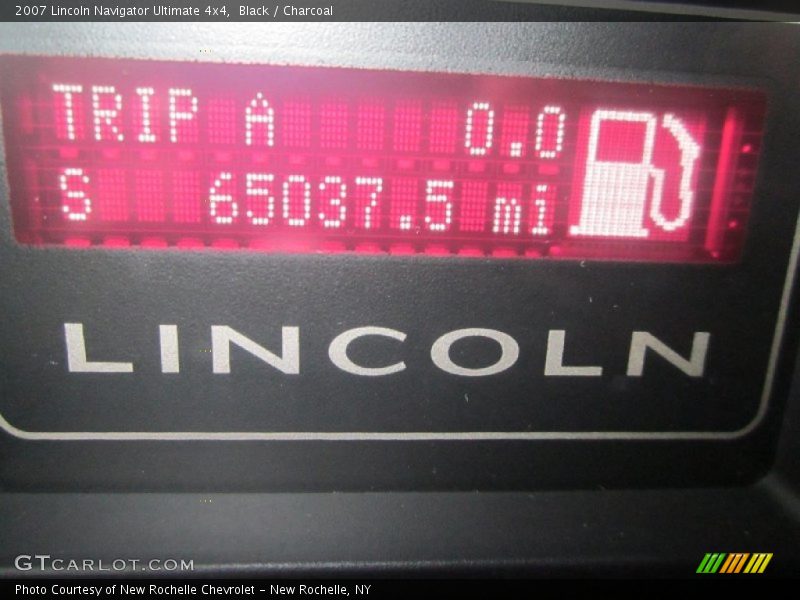 2007 Lincoln Navigator Ultimate 4x4,  Black / Charcoal
TRIP A 0.0
S 65037.5 mi
LINCOLN
GTCARLOT.COM
Photo Courtesy of New Rochelle Chevrolet – New Rochelle, NY